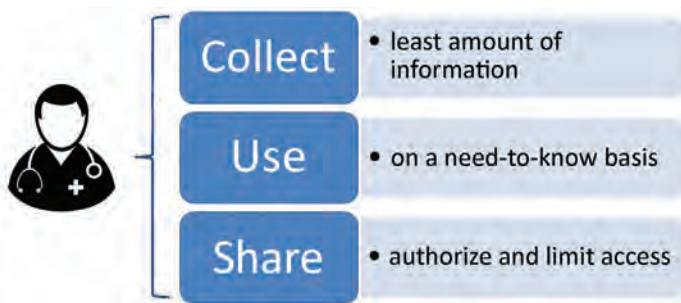 Collect
• least amount of
information
Use
• on a need-to-know basis
Share
• authorize and limit access